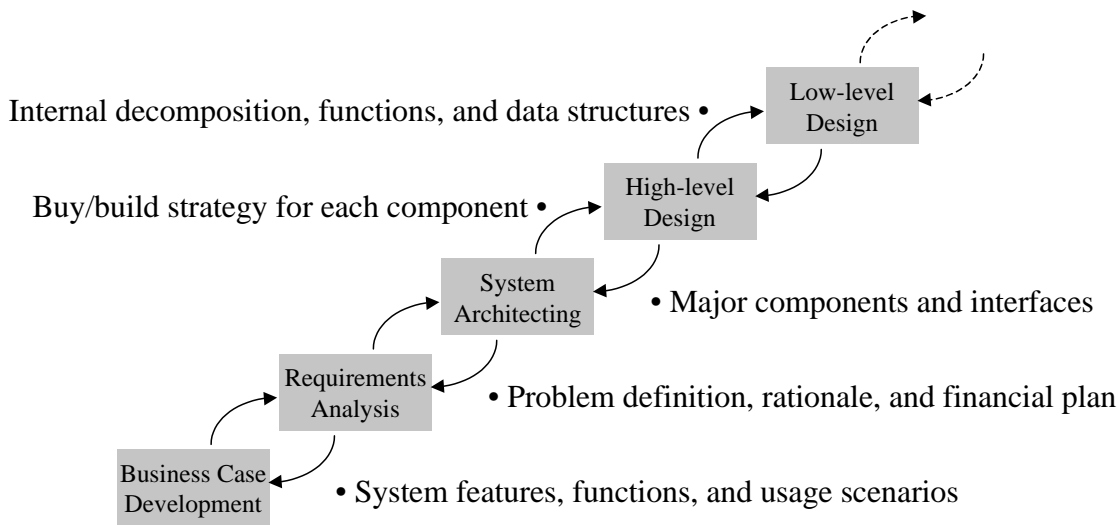 Low-level
Design
Internal decomposition, functions, and data structures •
High-level
Design
Buy/build strategy for each component •
System
Architecting
• Major components and interfaces
Requirements
Analysis
• Problem definition, rationale, and financial plan
Business Case
Development
• System features, functions, and usage scenarios